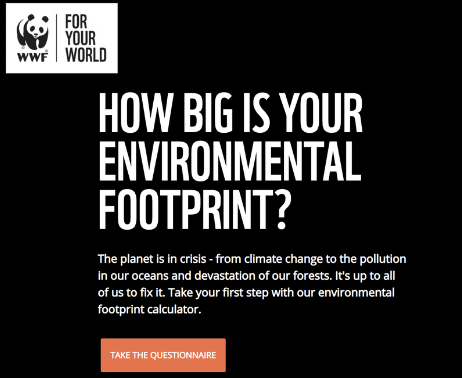 FOR
YOUR
WORLD
WWF
HOW BIG IS YOUR
ENVIRONMENTAL
FOOTPRINT?
The planet is in crisis - from climate change to the pollution
in our oceans and devastation of our forests. It's up to all
of us to fix it. Take your first step with our environmental
footprint calculator.
TAKE THE QUESTIONNAIRE